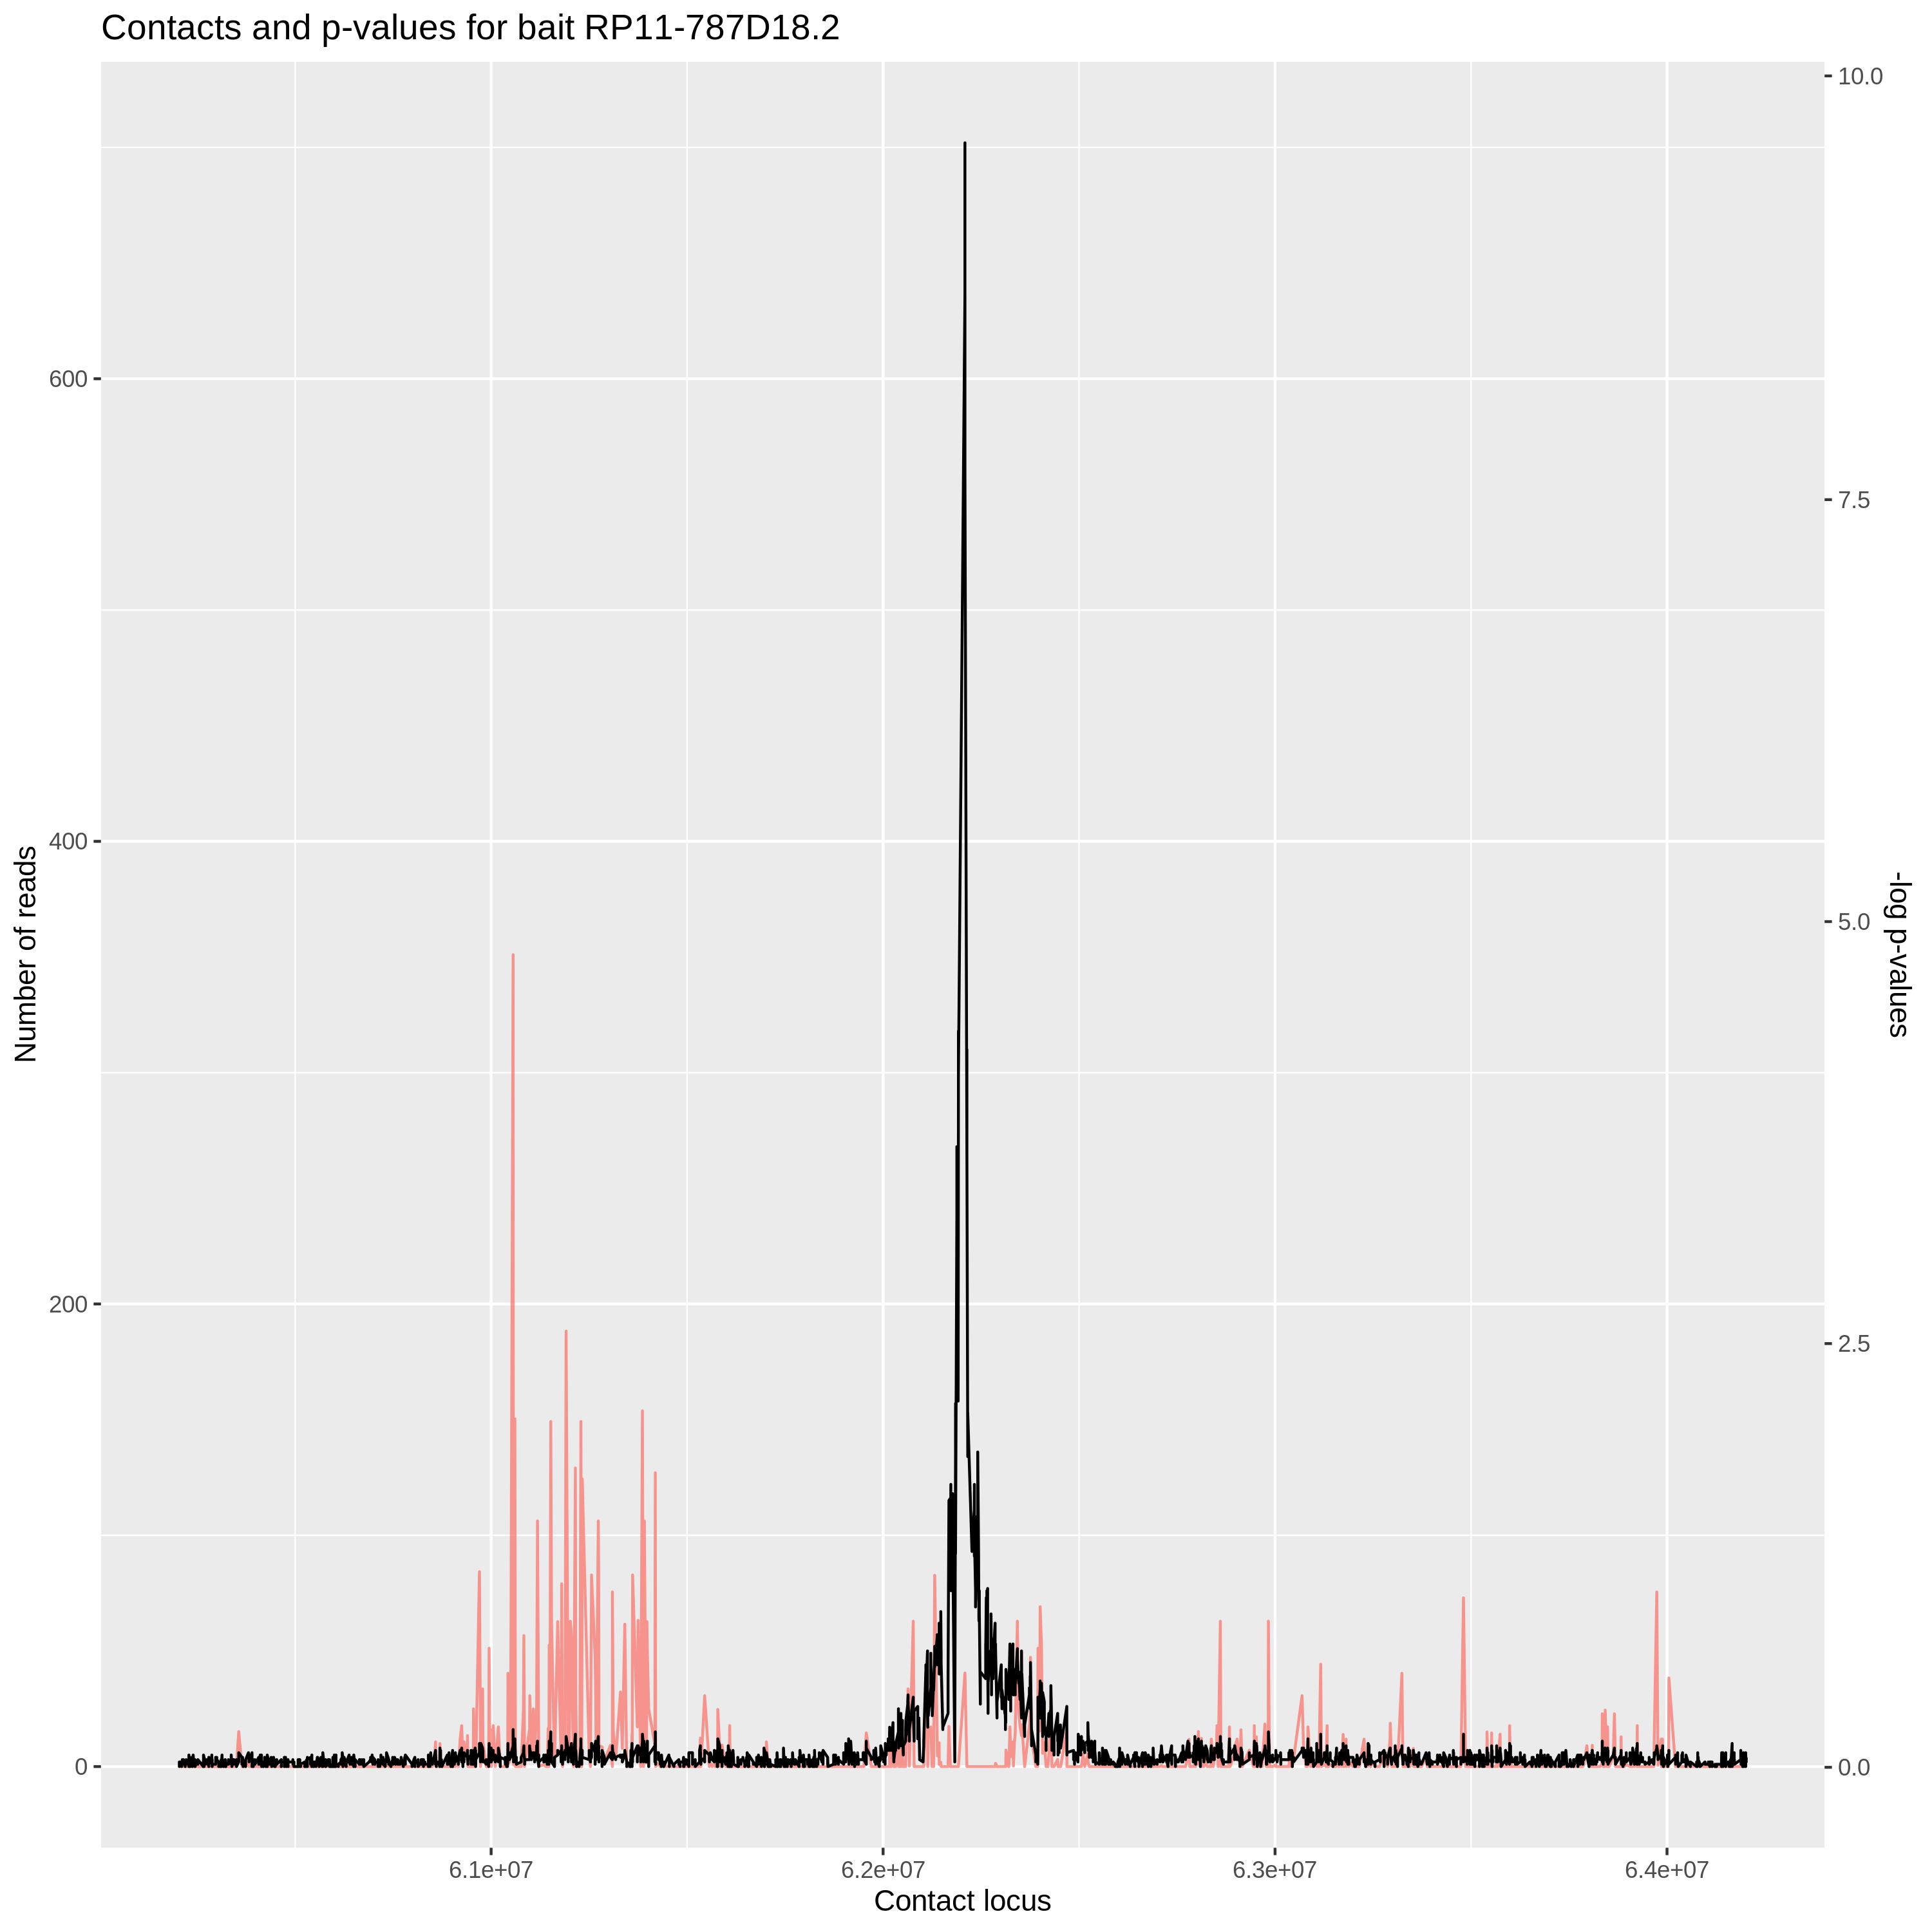 Contacts and p-values for bait RP11-787D18.2
10.0
600
7.5
400
5.0
Number of reads
-log p-values
200
2.5
0
0.0
6.1e+07
6.2e+07
6.3e+07
6.4e+07
Contact locus